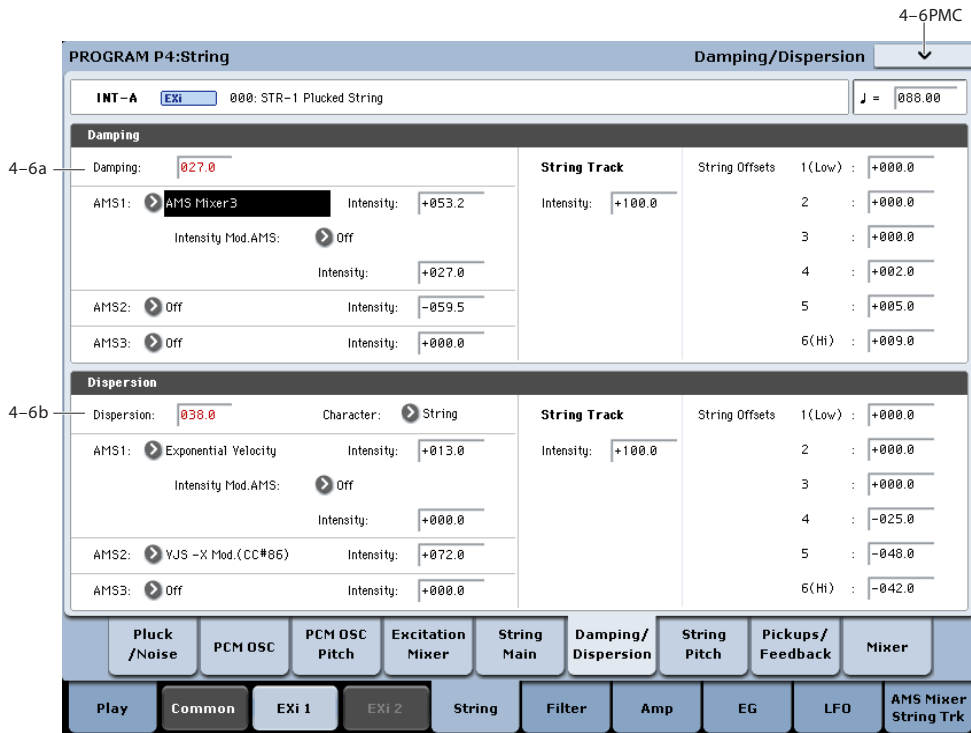 4–6PMC
PROGRAM P4:String Damping/Dispersion
INT-A EXi 000: STR-1 Plucked String ♩ = 088.00
Damping
4–6a
Damping: 027.0 String Track String Offsets 1(Low) : +000.0
AMS1: AMS Mixer3 Intensity: +053.2 Intensity: +100.0 2 : +000.0
Intensity Mod.AMS: Off 3 : +000.0
Intensity: +027.0 4 : +002.0
AMS2: Off Intensity: -059.5 5 : +005.0
AMS3: Off Intensity: +000.0 6(Hi) : +009.0
Dispersion
4–6b
Dispersion: 038.0 Character: String String Track String Offsets 1(Low) : +000.0
AMS1: Exponential Velocity Intensity: +013.0 Intensity: +100.0 2 : +000.0
Intensity Mod.AMS: Off 3 : +000.0
Intensity: +000.0 4 : -025.0
AMS2: VJS -X Mod.(CC#86) Intensity: +072.0 5 : -048.0
AMS3: Off Intensity: +000.0 6(Hi) : -042.0
Pluck /Noise PCM OSC PCM OSC Pitch Excitation Mixer String Main Damping/ Dispersion String Pitch Pickups/ Feedback Mixer
Play Common EXi 1 EXi 2 String Filter Amp EG LFO AMS Mixer String Trk